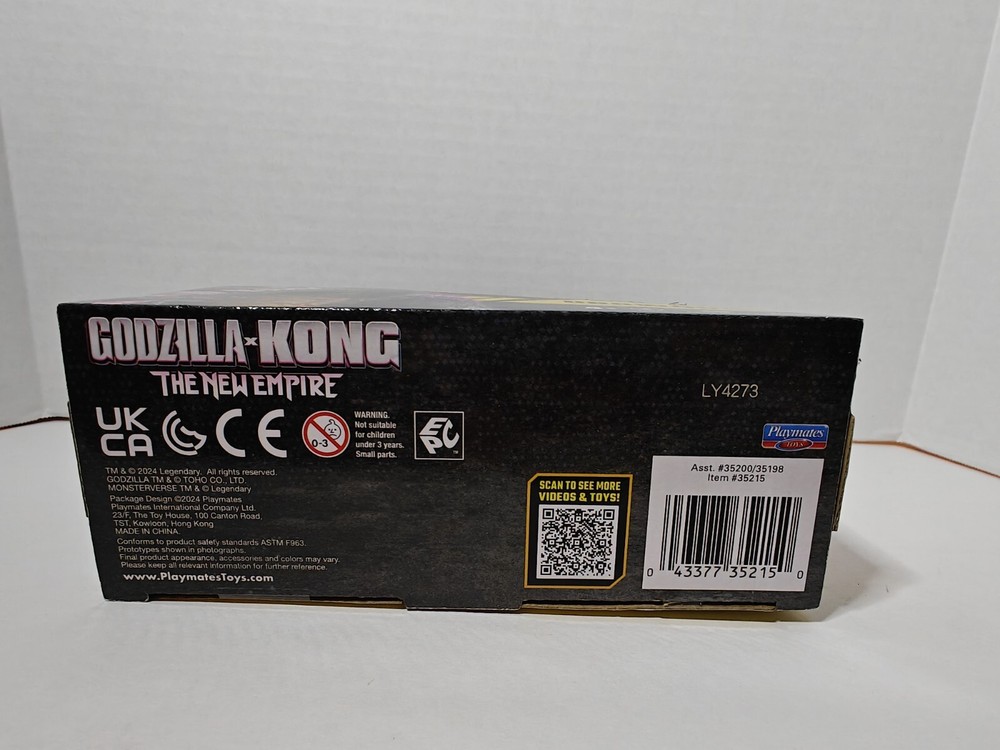 GODZILLA x KONG
THE NEW EMPIRE
LY4273
UK
CA
CE
0-3
WARNING.
Not suitable
for children
under 3 years.
Small parts.
EPC™
Playmates
TOYS
TM & © 2024 Legendary. All rights reserved.
GODZILLA TM & © TOHO CO., LTD.
MONSTERVERSE TM & © Legendary
Package Design ©2024 Playmates
Playmates International Company Ltd.
23/F, The Toy House, 100 Canton Road,
TST, Kowloon, Hong Kong
MADE IN CHINA.
Conforms to product safety standards ASTM F963.
Prototypes shown in photographs.
Final product appearance, accessories and colors may vary.
Please keep all relevant information for further reference.
www.PlaymatesToys.com
SCAN TO SEE MORE
VIDEOS & TOYS!
Asst. #35200/35198
Item #35215
0 43377 35215 0